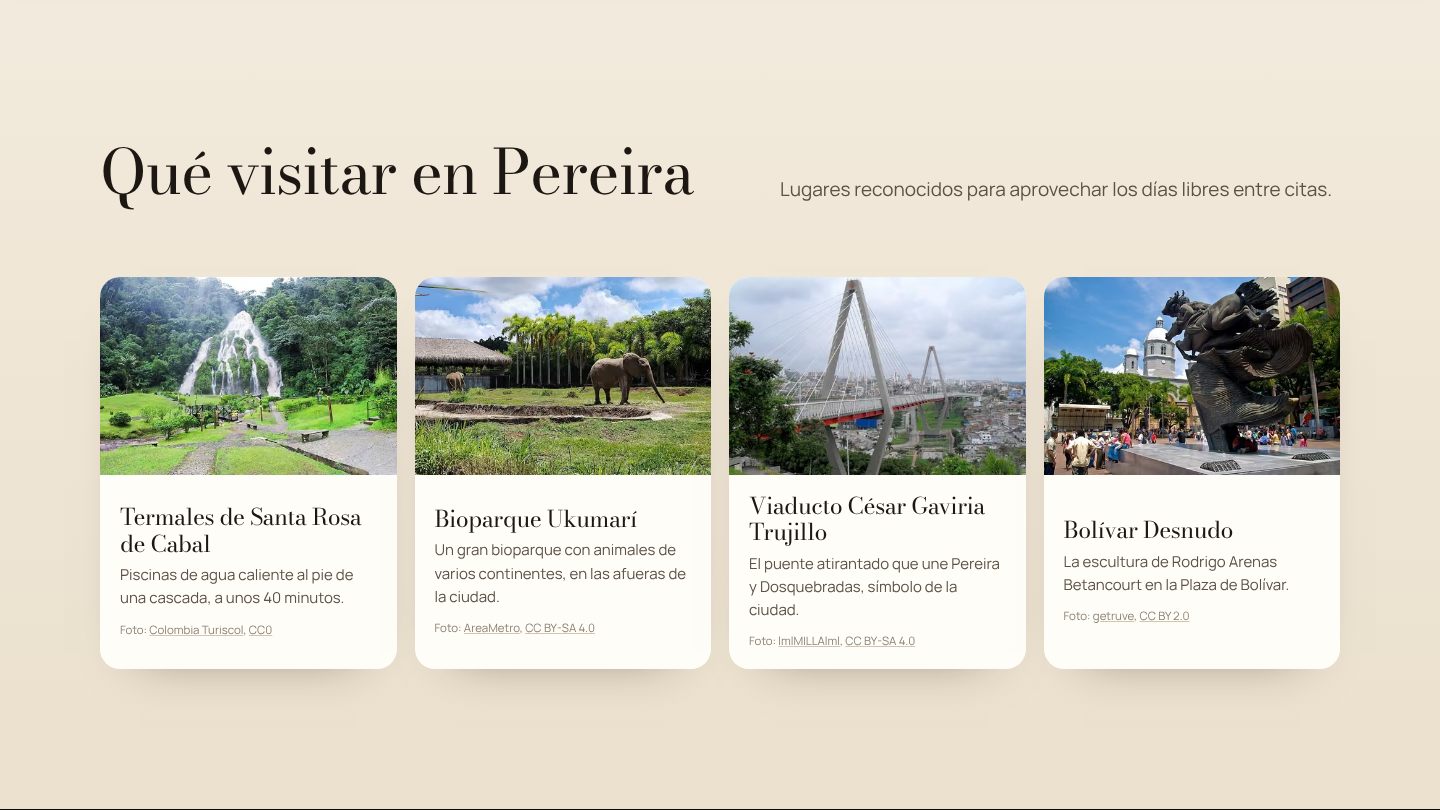 Qué visitar en Pereira
Lugares reconocidos para aprovechar los días libres entre citas.
Termales de Santa Rosa
de Cabal
Piscinas de agua caliente al pie de
una cascada, a unos 40 minutos.
Foto: Colombia Turiscol, CC0
Bioparque Ukumarí
Un gran bioparque con animales de
varios continentes, en las afueras de
la ciudad.
Foto: AreaMetro, CC BY-SA 4.0
Viaducto César Gaviria
Trujillo
El puente atirantado que une Pereira
y Dosquebradas, símbolo de la
ciudad.
Foto: ImIMILLAImI, CC BY-SA 4.0
Bolívar Desnudo
La escultura de Rodrigo Arenas
Betancourt en la Plaza de Bolívar.
Foto: getruve, CC BY 2.0